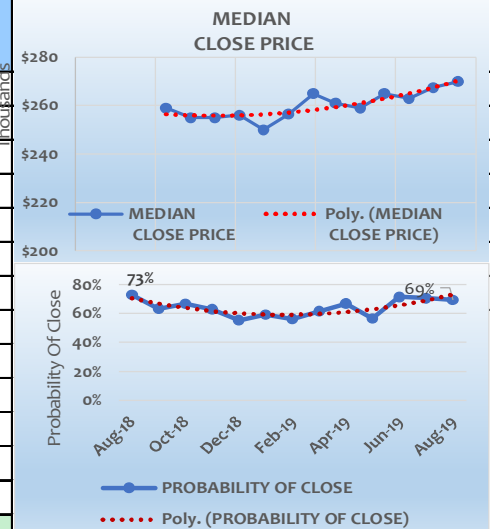 MEDIAN
CLOSE PRICE
Thousands
$280
$260
$240
$220
$200
MEDIAN
CLOSE PRICE
Poly. (MEDIAN
CLOSE PRICE)
Probability Of Close
80%
60%
40%
20%
0%
73%
69%
Aug-18
Oct-18
Dec-18
Feb-19
Apr-19
Jun-19
Aug-19
PROBABILITY OF CLOSE
Poly. (PROBABILITY OF CLOSE)